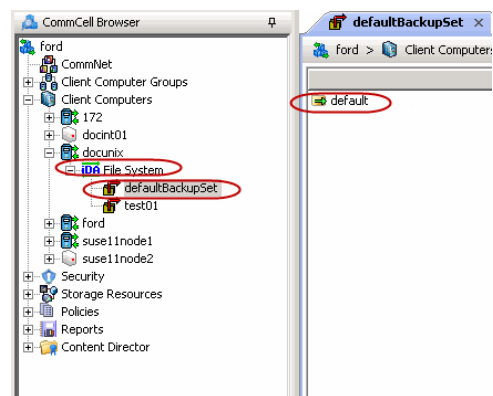 CommCell Browser
ford
CommNet
Client Computer Groups
Client Computers
172
docint01
docunix
iDA File System
defaultBackupSet
test01
ford
suse11node1
suse11node2
Security
Storage Resources
Policies
Reports
Content Director
defaultBackupSet ×
ford > Client Computers
default